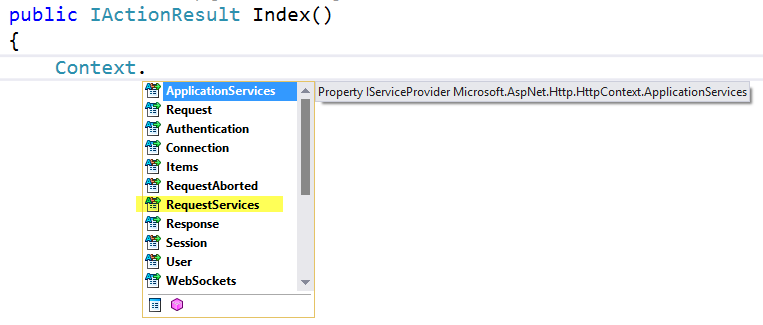 public IActionResult Index()
{
Context.
ApplicationServices
Property IServiceProvider Microsoft.AspNet.Http.HttpContext.ApplicationServices
Request
Authentication
Connection
Items
RequestAborted
RequestServices
Response
Session
User
WebSockets